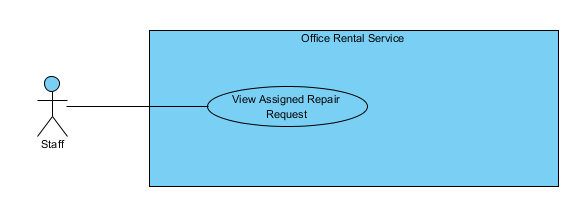 Office Rental Service
View Assigned Repair
Request
Staff